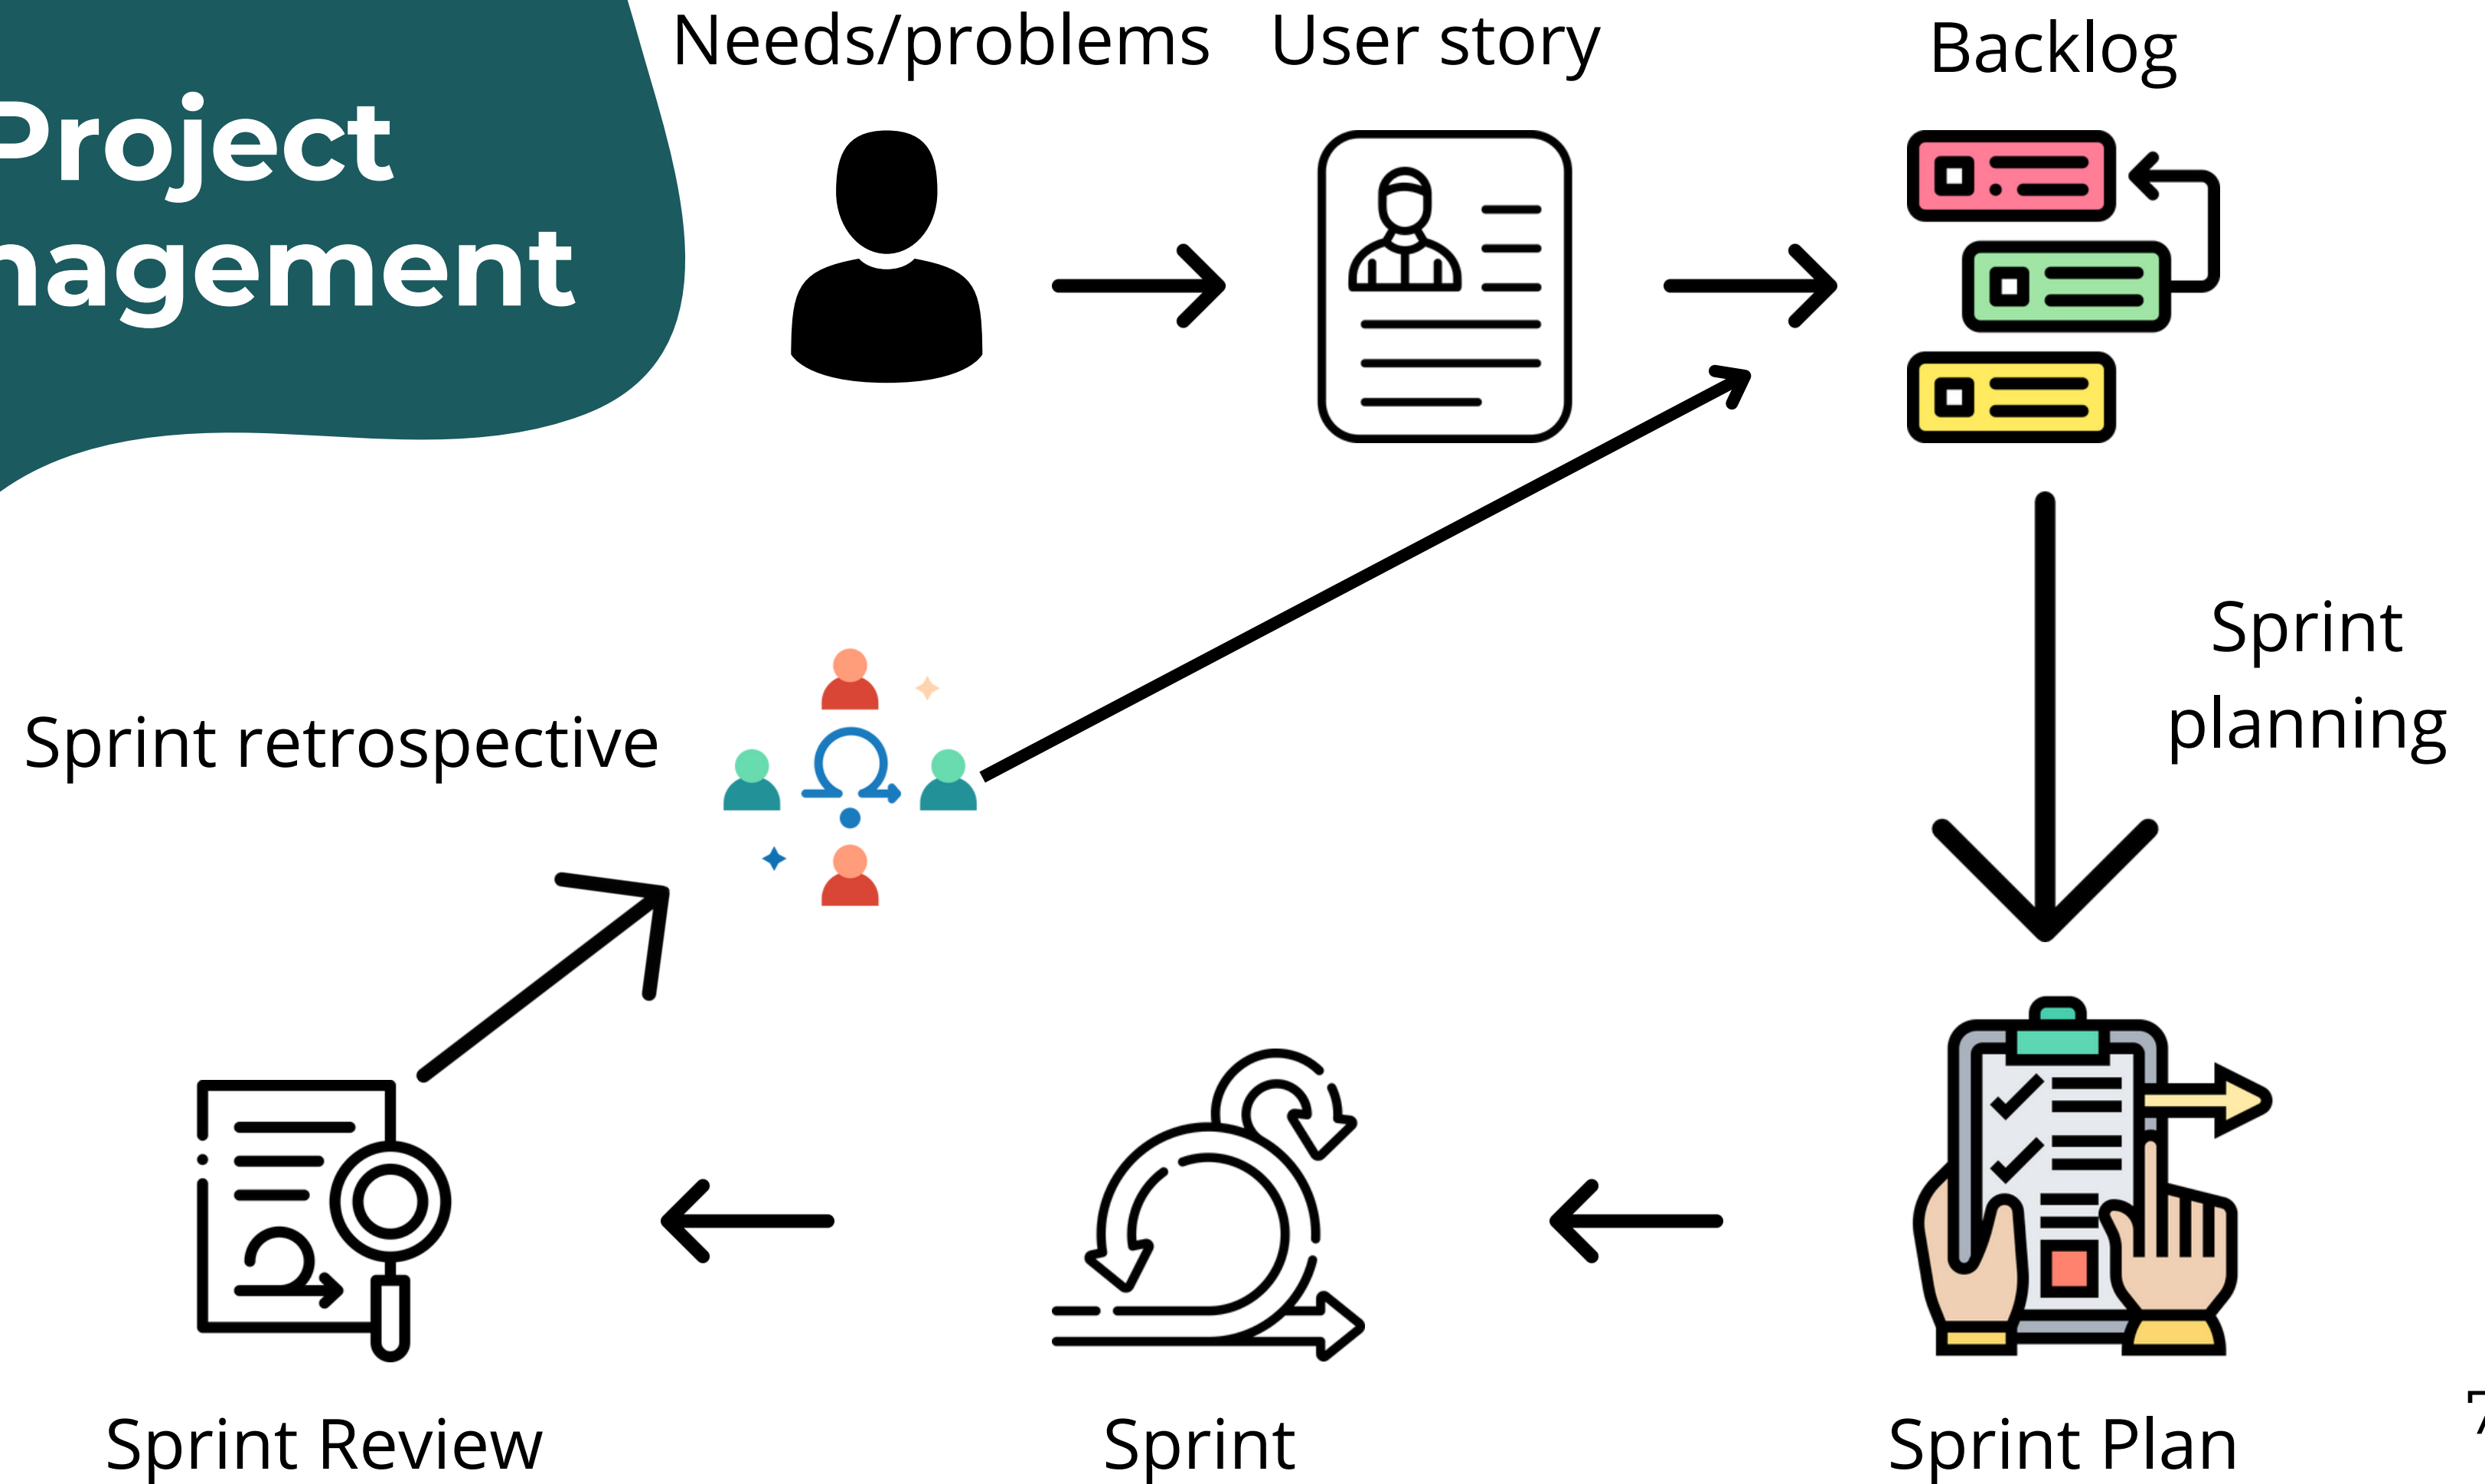 Project
nagement
Needs/problems
User story
Backlog
Sprint
planning
Sprint retrospective
Sprint Review
Sprint
Sprint Plan